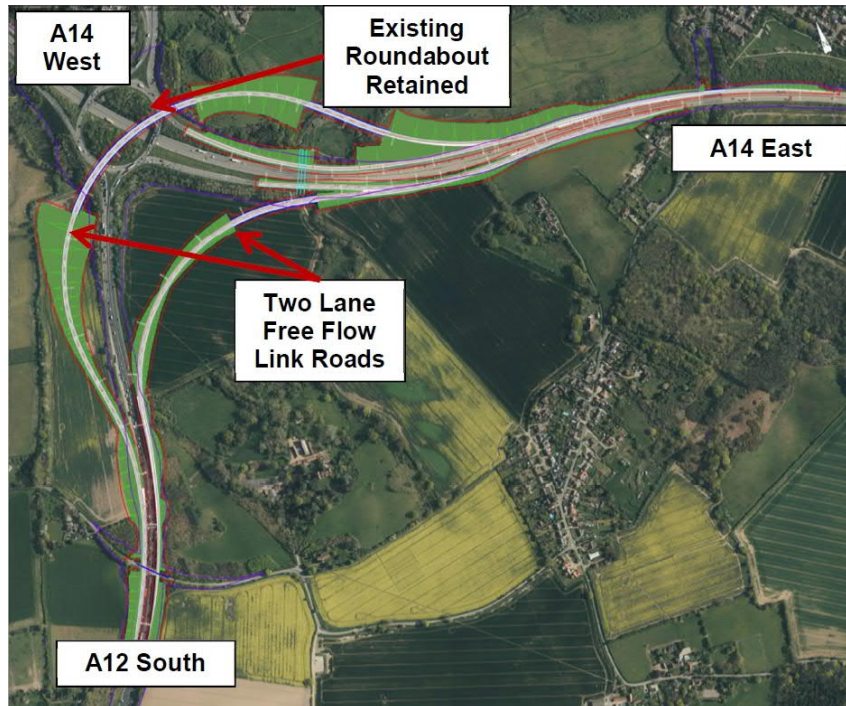 A14
West
Existing
Roundabout
Retained
A14 East
Two Lane
Free Flow
Link Roads
A12 South